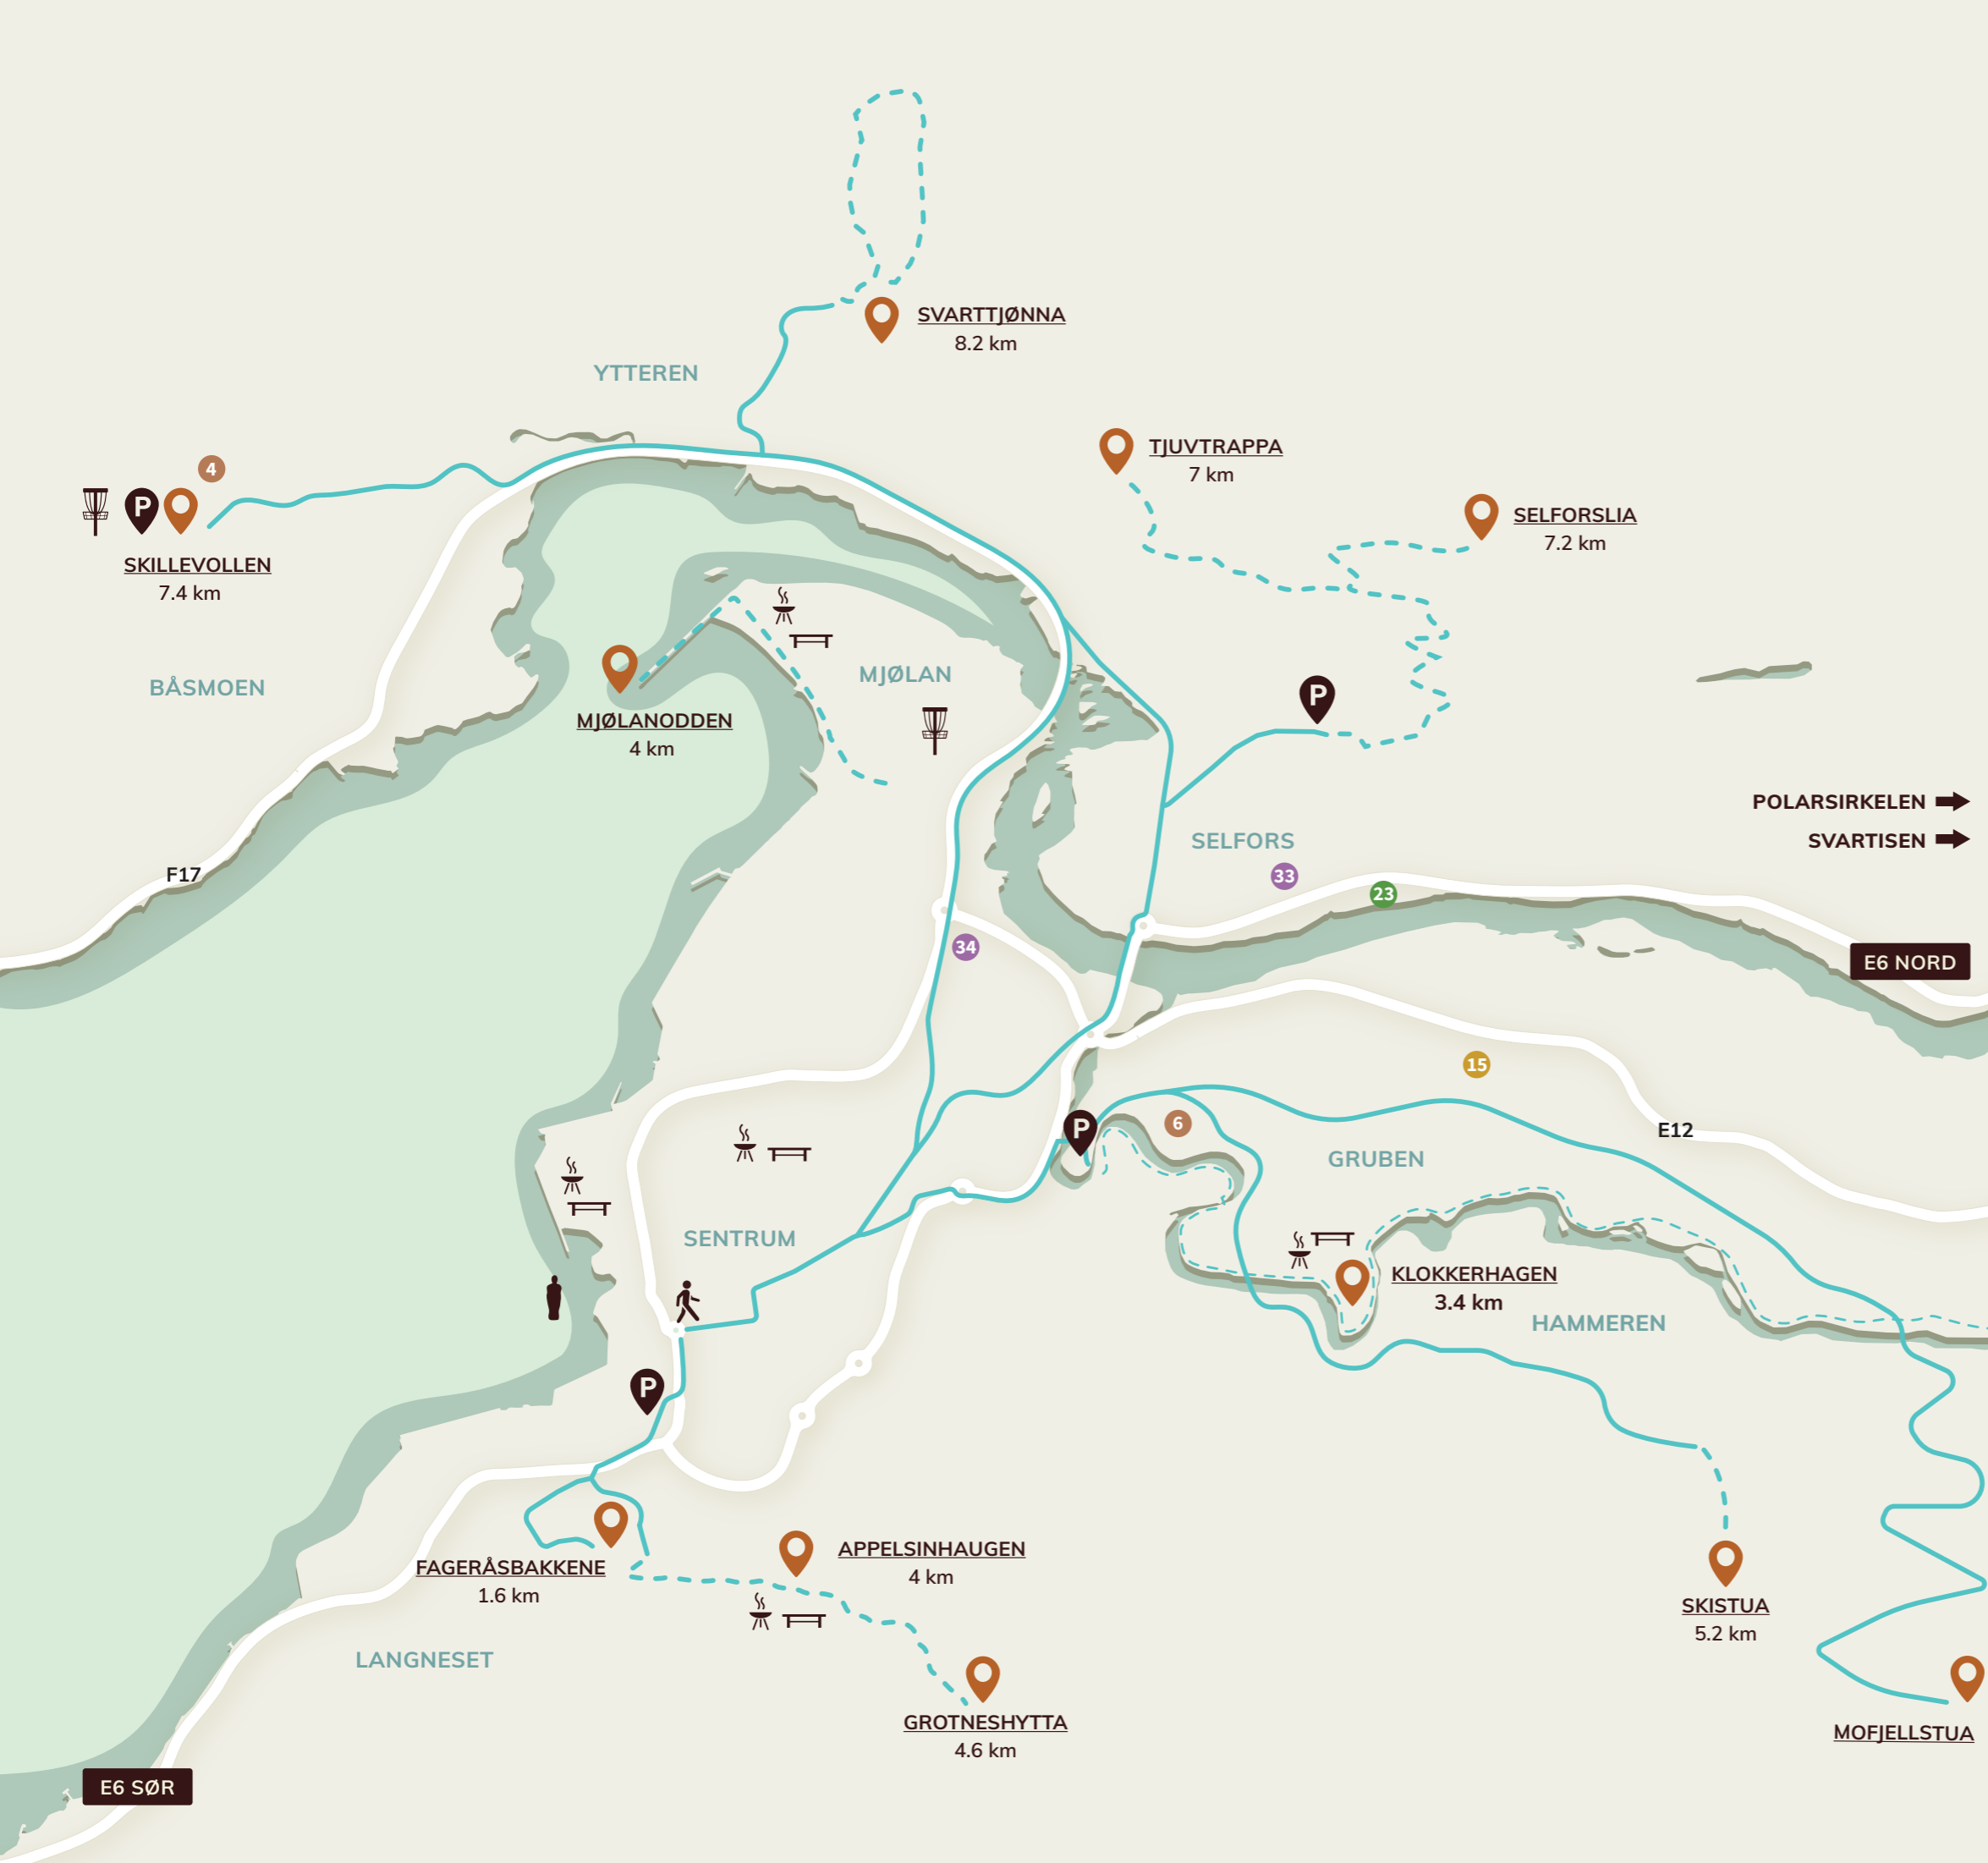 SVARTTJØNNA
8.2 km
YTTEREN
TJUVTRAPPA
7 km
4
P
SKILLEVOLLEN
7.4 km
SELFORSLIA
7.2 km
BÅSMOEN
MJØLAN
MJØLANODDEN
4 km
P
POLARSIRKELEN
SVARTISEN
SELFORS
33
23
F17
34
E6 NORD
15
6
P
E12
GRUBEN
SENTRUM
KLOKKERHAGEN
3.4 km
HAMMEREN
P
FAGERÅSBAKKENE
1.6 km
APPELSINHAUGEN
4 km
SKISTUA
5.2 km
LANGNESET
GROTNESHYTTA
4.6 km
MOFJELLSTUA
E6 SØR